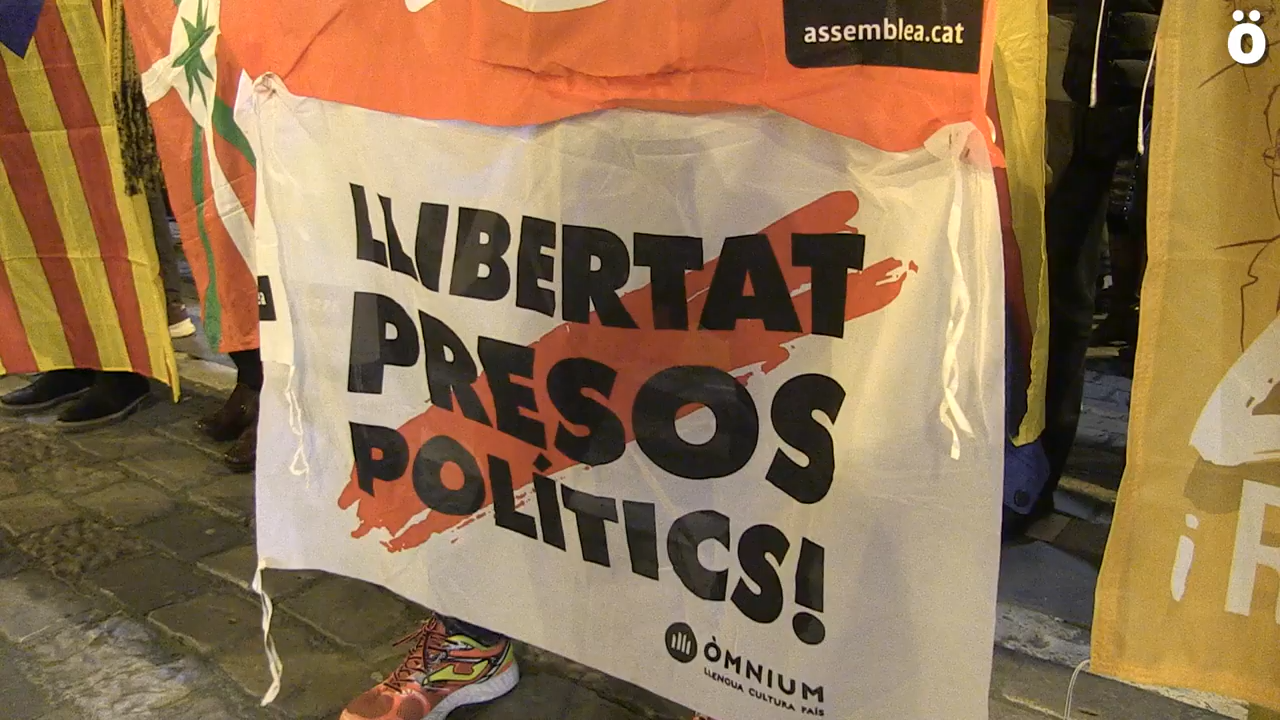 assemblea.cat
ö
LLIBERTAT
PRESOS
POLÍTICS!
ÒMNIUM
LLENGUA CULTURA PAÍS
i